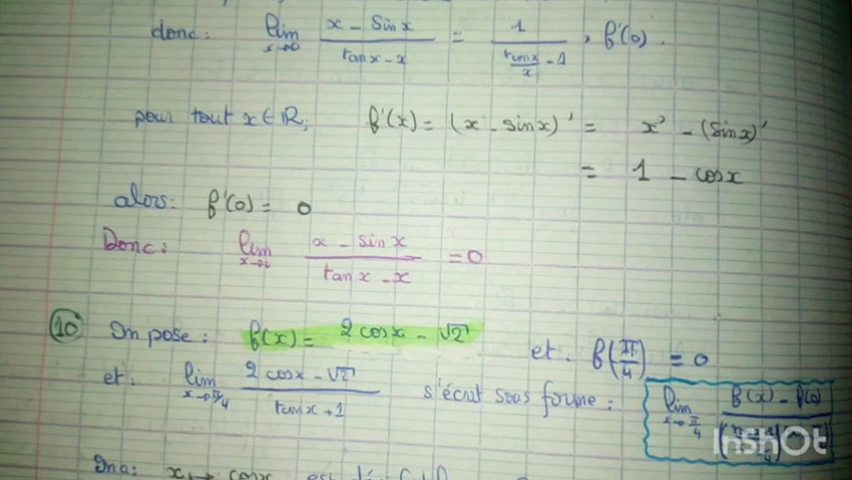 donc: lim x→0 (x - Sin x)/(tan x - x) = 1/((tan x)/x - 1) . f'(0).
pour tout x ∈ ℝ, f'(x) = (x - sin x)' = x' - (sin x)'
= 1 - cos x
alors: f'(0) = 0
Donc: lim (x - sin x)/(tan x - x) = 0
10 On pose: f(x) = 2 cos x - √2 et. f(π/4) = 0
et. lim x→π/4 (2 cos x - √2)/(tan x + 1) s'écrit sous forme: lim x→π/4 f(x) - f(
InShOt
Ona: x ↦ cos x est